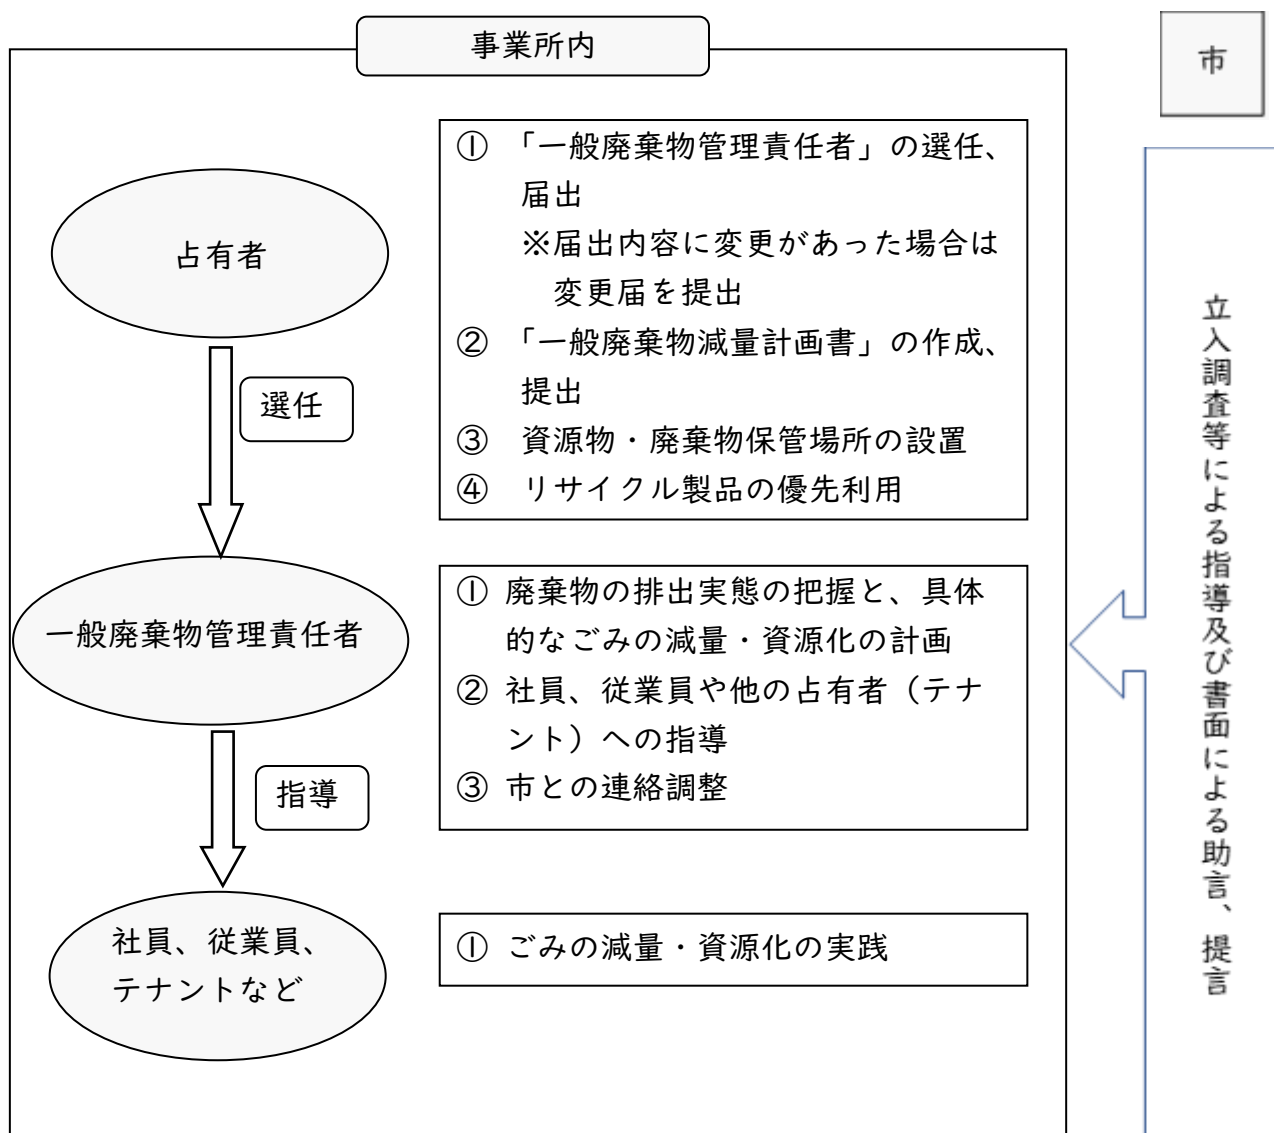 事業所内
市
占有者
① 「一般廃棄物管理責任者」の選任、
届出
※届出内容に変更があった場合は
変更届を提出
② 「一般廃棄物減量計画書」の作成、
提出
③ 資源物・廃棄物保管場所の設置
④ リサイクル製品の優先利用
選任
一般廃棄物管理責任者
① 廃棄物の排出実態の把握と、具体
的なごみの減量・資源化の計画
② 社員、従業員や他の占有者（テナ
ント）への指導
③ 市との連絡調整
指導
社員、従業員、
テナントなど
① ごみの減量・資源化の実践
立入調査等による指導及び書面による助言、提言